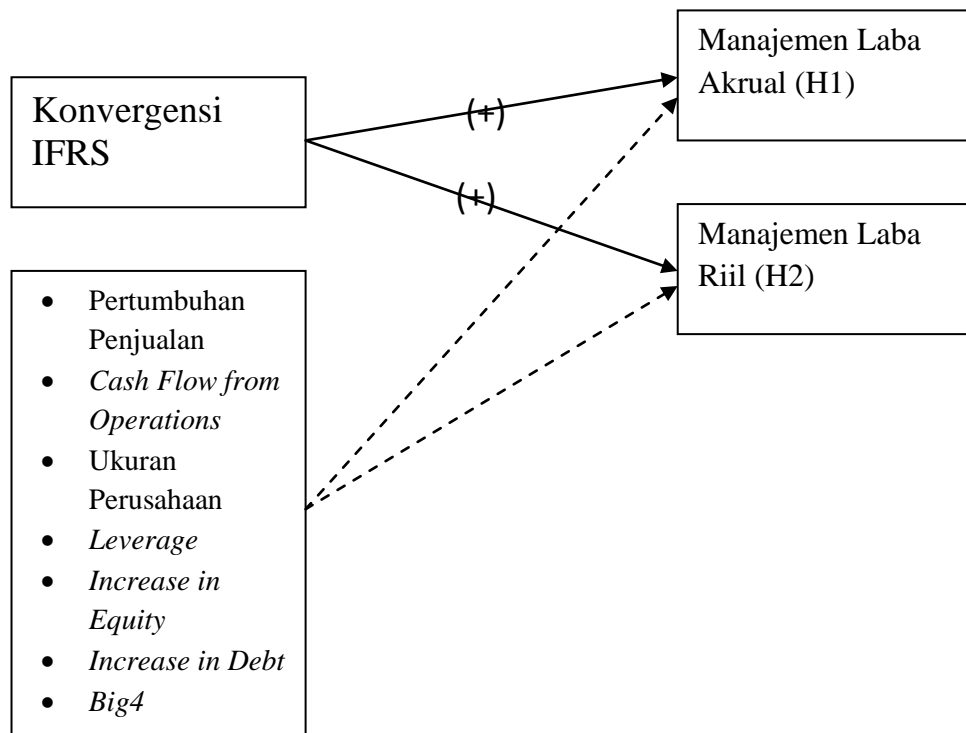 Konvergensi
IFRS
(+)
(+)
Manajemen Laba
Akrual (H1)
Manajemen Laba
Riil (H2)
• Pertumbuhan
Penjualan
• Cash Flow from
Operations
• Ukuran
Perusahaan
• Leverage
• Increase in
Equity
• Increase in Debt
• Big4